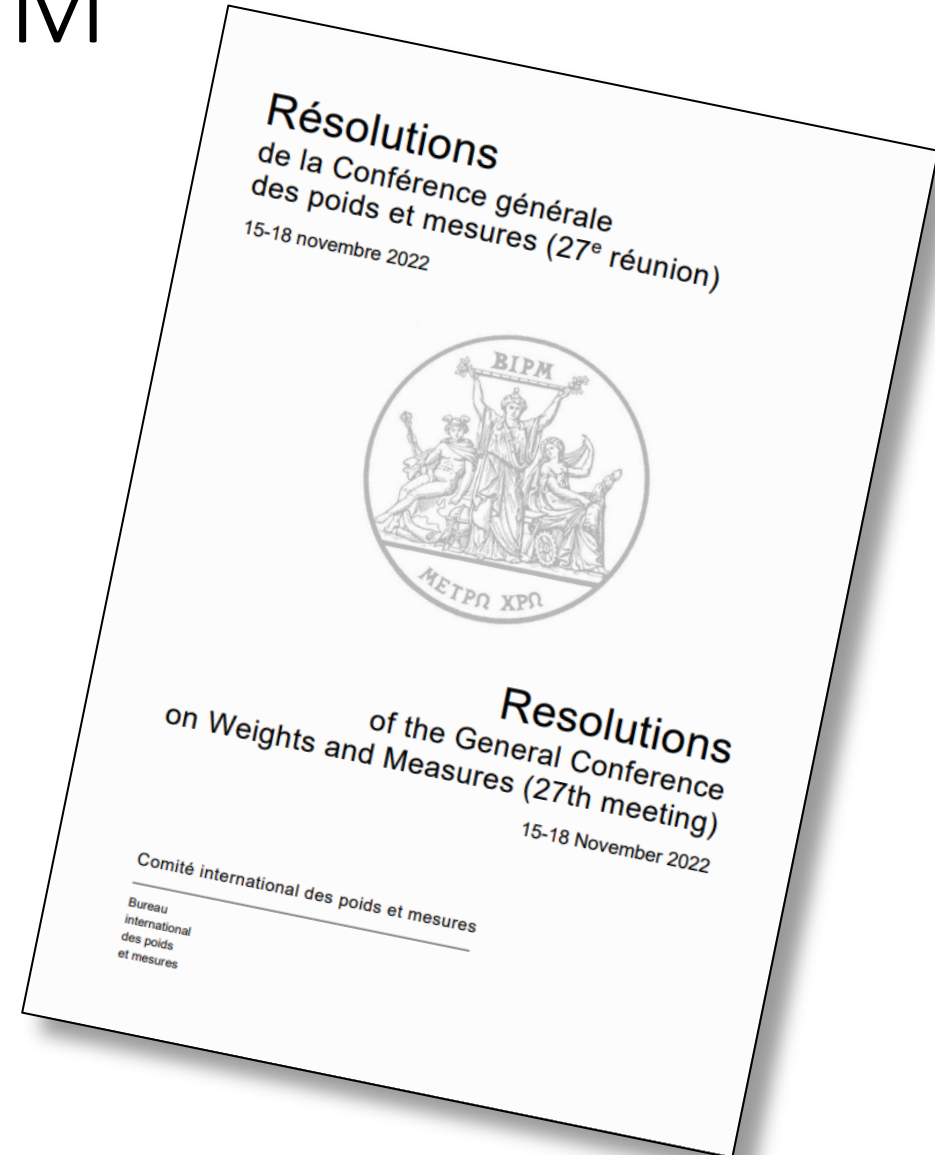 M
Résolutions
de la Conférence générale
des poids et mesures (27e réunion)
15-18 novembre 2022
BIPM
ΜΕΤΡΩ ΧΡΩ
Resolutions
of the General Conference
on Weights and Measures (27th meeting)
15-18 November 2022
Comité international des poids et mesures
Bureau
international
des poids
et mesures